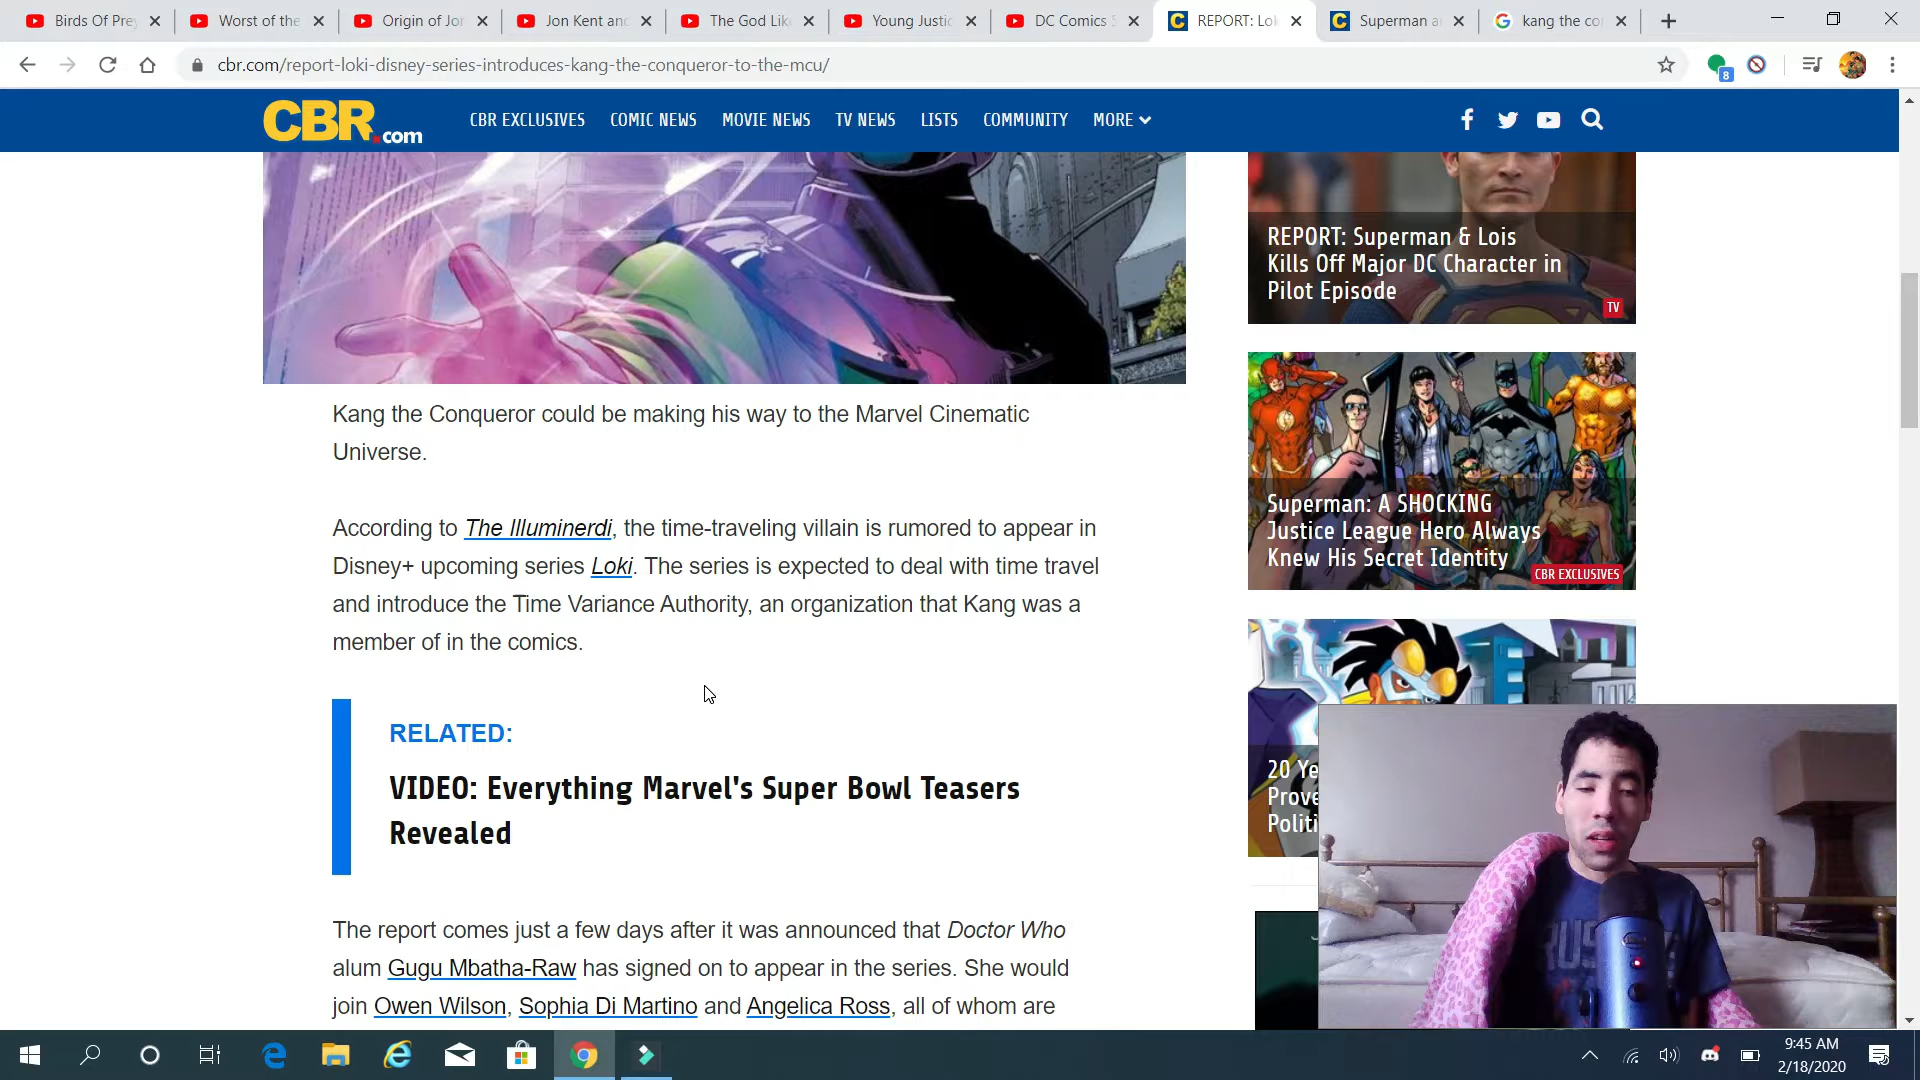 Birds Of Prey
Worst of the
Origin of Jor
Jon Kent and
The God Like
Young Justic
DC Comics
REPORT: Lok
Superman a
kang the co
cbr.com/report-loki-disney-series-introduces-kang-the-conqueror-to-the-mcu/
8
CBR.com
CBR EXCLUSIVES
COMIC NEWS
MOVIE NEWS
TV NEWS
LISTS
COMMUNITY
MORE
Kang the Conqueror could be making his way to the Marvel Cinematic
Universe.
According to The Illuminerdi, the time-traveling villain is rumored to appear in
Disney+ upcoming series Loki. The series is expected to deal with time travel
and introduce the Time Variance Authority, an organization that Kang was a
member of in the comics.
RELATED:
VIDEO: Everything Marvel's Super Bowl Teasers
Revealed
The report comes just a few days after it was announced that Doctor Who
alum Gugu Mbatha-Raw has signed on to appear in the series. She would
join Owen Wilson, Sophia Di Martino and Angelica Ross, all of whom are
REPORT: Superman & Lois
Kills Off Major DC Character in
Pilot Episode
TV
Superman: A SHOCKING
Justice League Hero Always
Knew His Secret Identity
CBR EXCLUSIVES
20 Ye
Prove
Politi
9:45 AM
2/18/2020